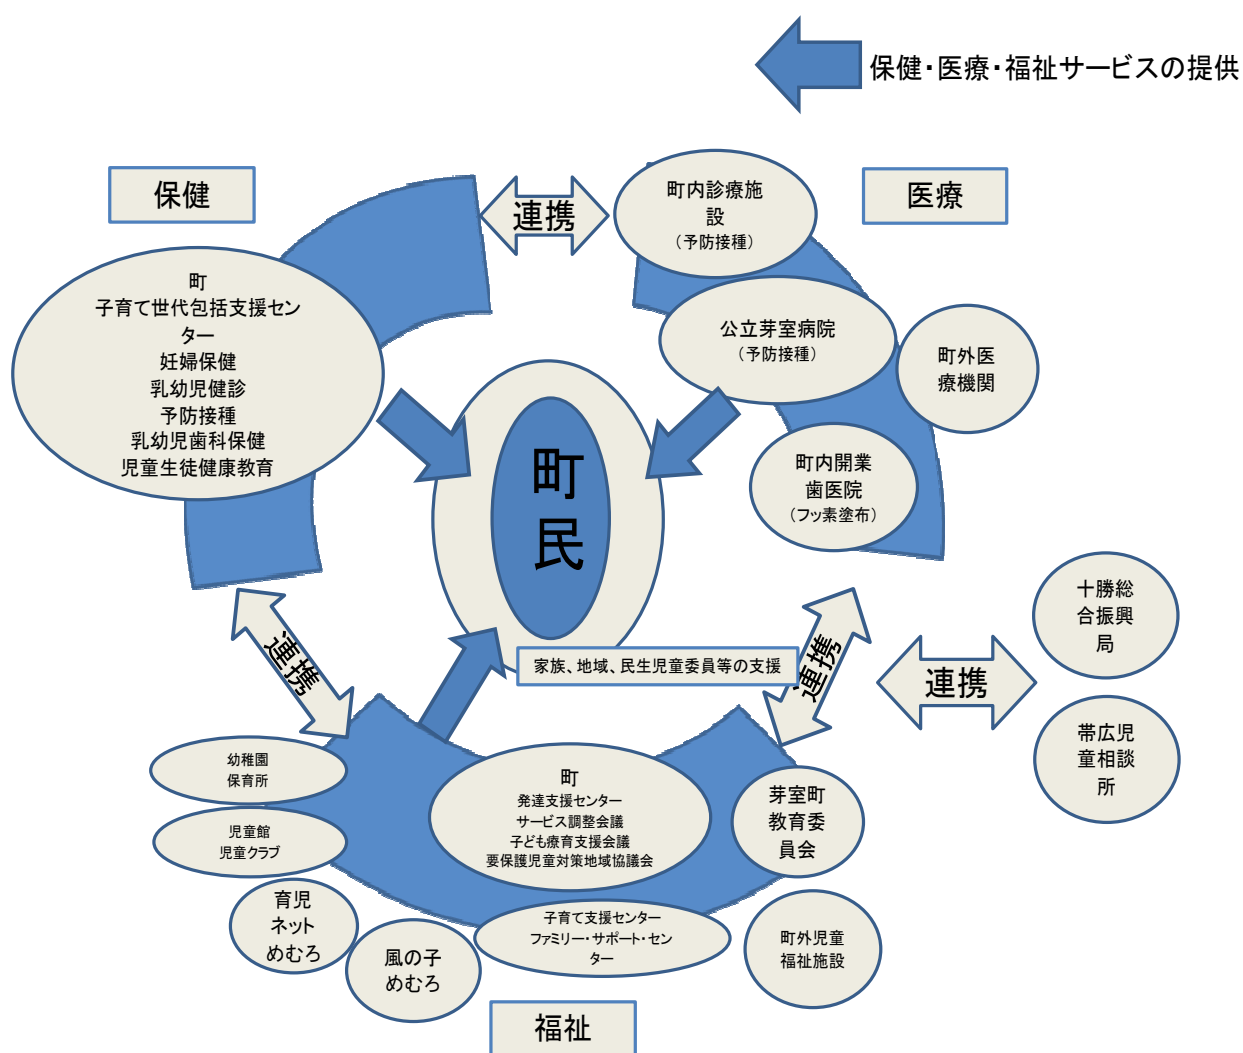 保健・医療・福祉サービスの提供
保健
連携
町内診療施
設
（予防接種）
医療
町
子育て世代包括支援セン
ター
妊婦保健
乳幼児健診
予防接種
乳幼児歯科保健
児童生徒健康教育
公立芽室病院
（予防接種）
町外医
療機関
町
民
町内開業
歯医院
（フッ素塗布）
十勝総
合振興
局
連携
家族、地域、民生児童委員等の支援
連携
連携
帯広児
童相談
所
幼稚園
保育所
町
発達支援センター
サービス調整会議
子ども療育支援会議
要保護児童対策地域協議会
芽室町
教育委
員会
児童館
児童クラブ
育児
ネット
めむろ
風の子
めむろ
子育て支援センター
ファミリー・サポート・セン
ター
町外児童
福祉施設
福祉